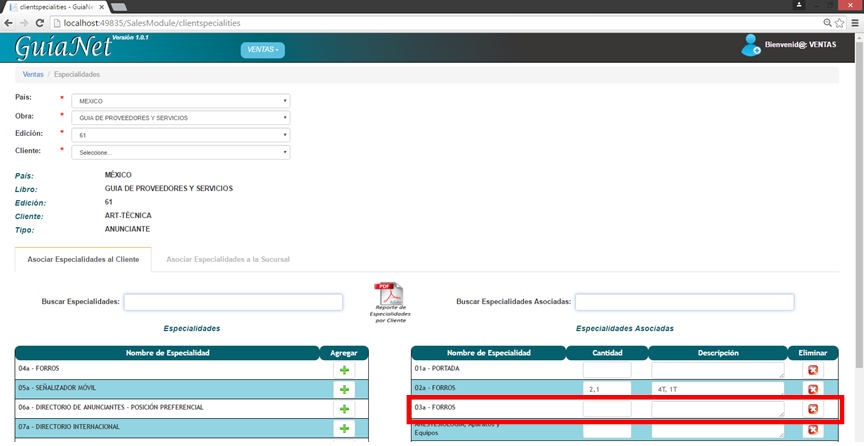 clientspecialities - GuíaNet
localhost:49835/SalesModule/clientspecialities
GuíaNet Versión 1.0.1
VENTAS
Bienvenid@: VENTAS
Ventas / Especialidades
País: * MÉXICO
Obra: * GUIA DE PROVEEDORES Y SERVICIOS
Edición: * 61
Cliente: * Seleccione...
País: MÉXICO
Libro: GUIA DE PROVEEDORES Y SERVICIOS
Edición: 61
Cliente: ART-TÉCNICA
Tipo: ANUNCIANTE
Asociar Especialidades al Cliente Asociar Especialidades a la Sucursal
Buscar Especialidades:
PDF
Reporte de
Especialidades
por Cliente
Buscar Especialidades Asociadas:
Especialidades
Especialidades Asociadas
Nombre de Especialidad Agregar
04a - FORROS
05a - SEÑALIZADOR MÓVIL
06a - DIRECTORIO DE ANUNCIANTES - POSICIÓN PREFERENCIAL
07a - DIRECTORIO INTERNACIONAL
Nombre de Especialidad Cantidad Descripción Eliminar
01a - PORTADA
02a - FORROS 2,1 4T, 1T
03a - FORROS
ANESTESIOLOGÍA, Aparatos y
Equipos